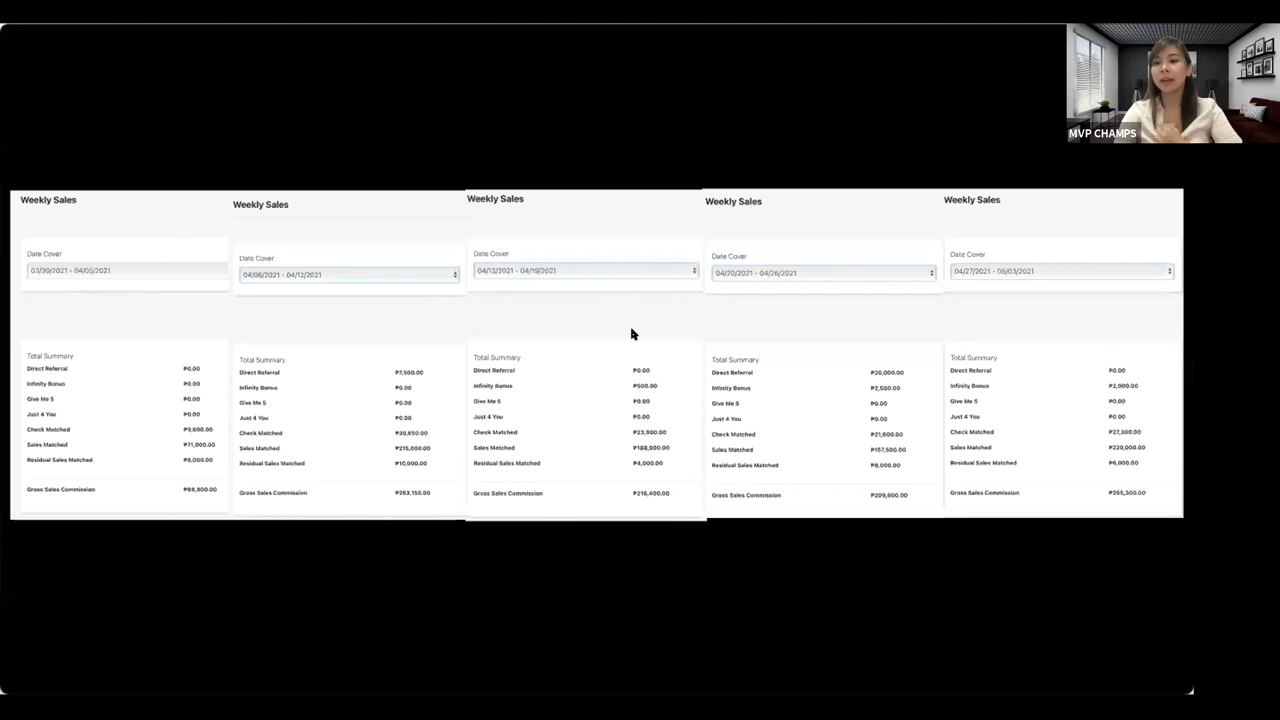 MVP CHAMPS
Weekly Sales
Date Cover
03/30/2021 - 04/05/2021
Total Summary
Direct Referral ₱0.00
Infinity Bonus ₱0.00
Give Me 5 ₱0.00
Just 4 You ₱0.00
Check Matched ₱9,800.00
Sales Matched ₱71,000.00
Residual Sales Matched ₱8,000.00
Gross Sales Commission ₱88,800.00
Weekly Sales
Date Cover
04/06/2021 - 04/12/2021
Total Summary
Direct Referral ₱7,500.00
Infinity Bonus ₱0.00
Give Me 5 ₱0.00
Just 4 You ₱0.00
Check Matched ₱30,650.00
Sales Matched ₱215,000.00
Residual Sales Matched ₱10,000.00
Gross Sales Commission ₱263,150.00
Weekly Sales
Date Cover
04/13/2021 - 04/19/2021
Total Summary
Direct Referral ₱0.00
Infinity Bonus ₱500.00
Give Me 5 ₱0.00
Just 4 You ₱0.00
Check Matched ₱23,900.00
Sales Matched ₱188,000.00
Residual Sales Matched ₱4,000.00
Gross Sales Commission ₱216,400.00
Weekly Sales
Date Cover
04/20/2021 - 04/26/2021
Total Summary
Direct Referral ₱20,000.00
Infinity Bonus ₱2,500.00
Give Me 5 ₱0.00
Just 4 You ₱0.00
Check Matched ₱21,600.00
Sales Matched ₱157,500.00
Residual Sales Matched ₱8,000.00
Gross Sales Commission ₱209,600.00
Weekly Sales
Date Cover
04/27/2021 - 05/03/2021
Total Summary
Direct Referral ₱0.00
Infinity Bonus ₱2,000.00
Give Me 5 ₱0.00
Just 4 You ₱0.00
Check Matched ₱27,300.00
Sales Matched ₱220,000.00
Residual Sales Matched ₱6,000.00
Gross Sales Commission ₱255,300.00